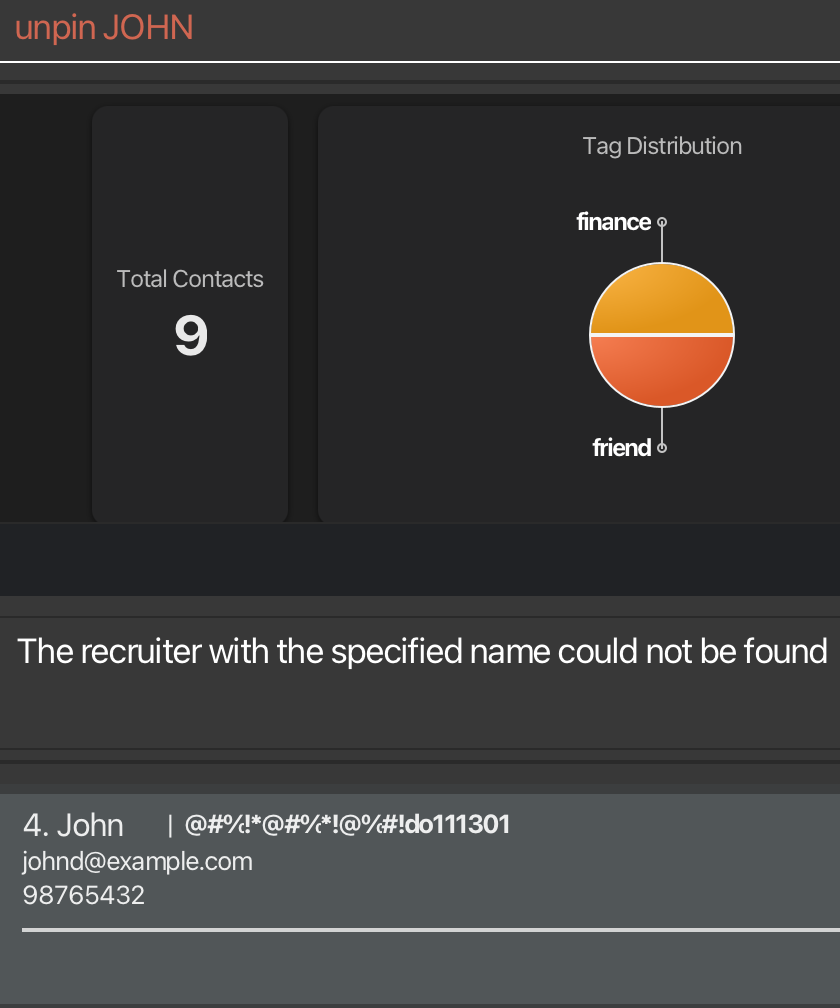 unpin JOHN
Tag Distribution
finance
Total Contacts
9
friend
The recruiter with the specified name could not be found
4. John | @#%!*@#%*!@%#!do111301
johnd@example.com
98765432